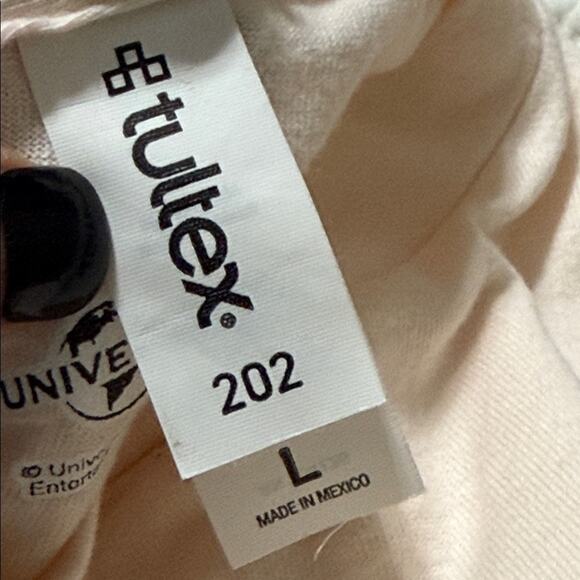 tultex
202
L
MADE IN MEXICO
UNIVE
© Unive
Entert